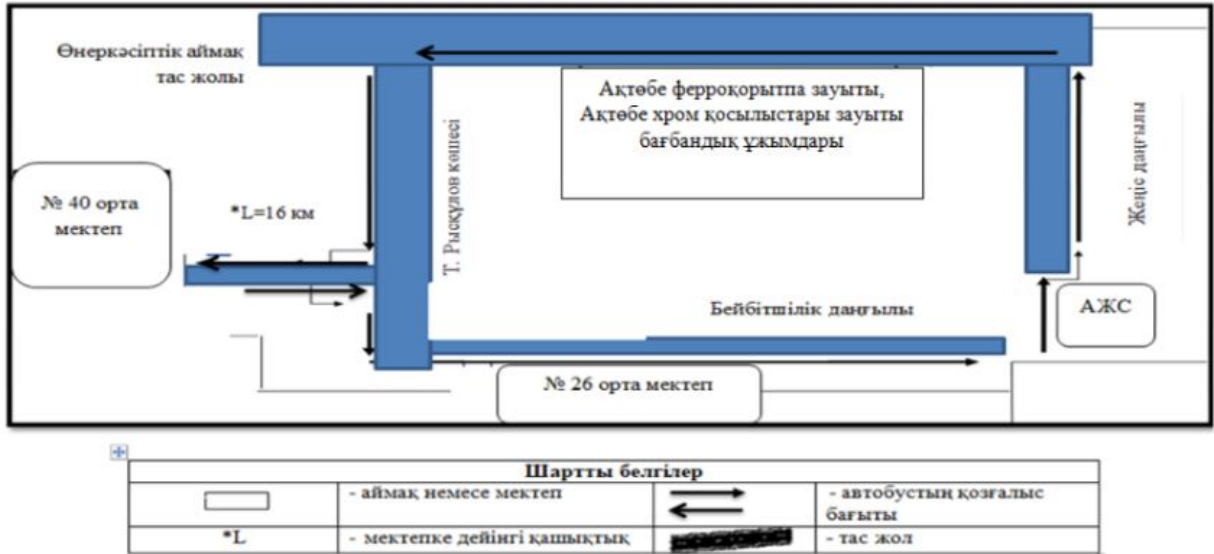 Өнеркәсіптік аймақ
тас жолы
Ақтөбе ферроқорытпа зауыты,
Ақтөбе хром қосылыстары зауыты
бағбандық ұжымдары
Т. Рысқұлов көшесі
Жеңіс даңғылы
№ 40 орта
мектеп
*L=16 км
Бейбітшілік даңғылы
АЖС
№ 26 орта мектеп
Шартты белгілер
- аймақ немесе мектеп
- автобустың қозғалыс
бағыты
*L
- мектепке дейінгі қашықтық
- тас жол